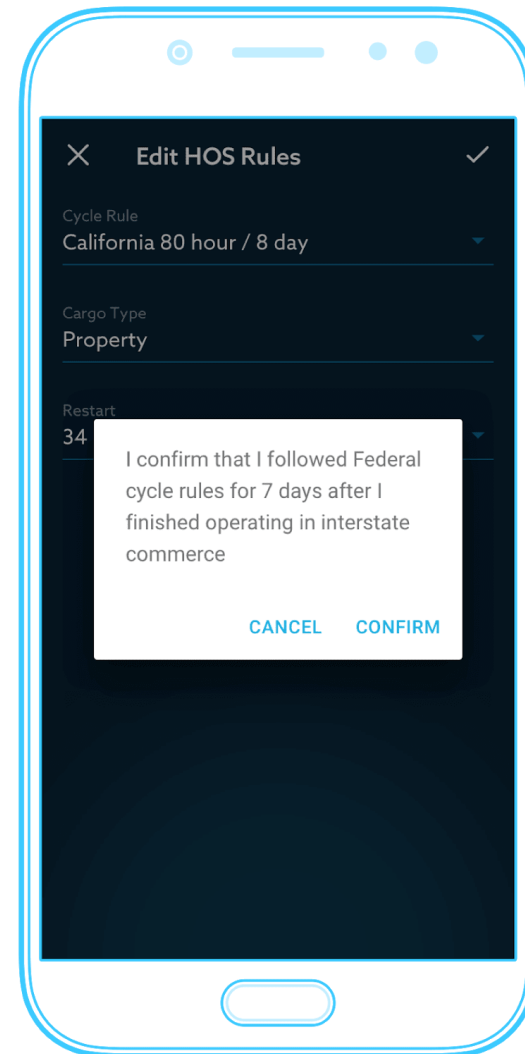 Edit HOS Rules
Cycle Rule
California 80 hour / 8 day
Cargo Type
Property
Restart
34
I confirm that I followed Federal
cycle rules for 7 days after I
finished operating in interstate
commerce
CANCEL CONFIRM